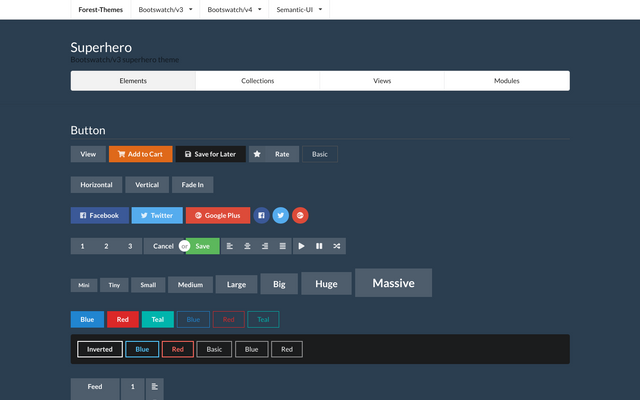 Forest-Themes Bootswatch/v3 Bootswatch/v4 Semantic-UI
Superhero
Bootswatch/v3 superhero theme
Elements Collections Views Modules
Button
View Add to Cart Save for Later Rate Basic
Horizontal Vertical Fade In
Facebook Twitter Google Plus
1 2 3 Cancel or Save
Mini Tiny Small Medium Large Big Huge Massive
Blue Red Teal Blue Red Teal
Inverted Blue Red Basic Blue Red
Feed 1